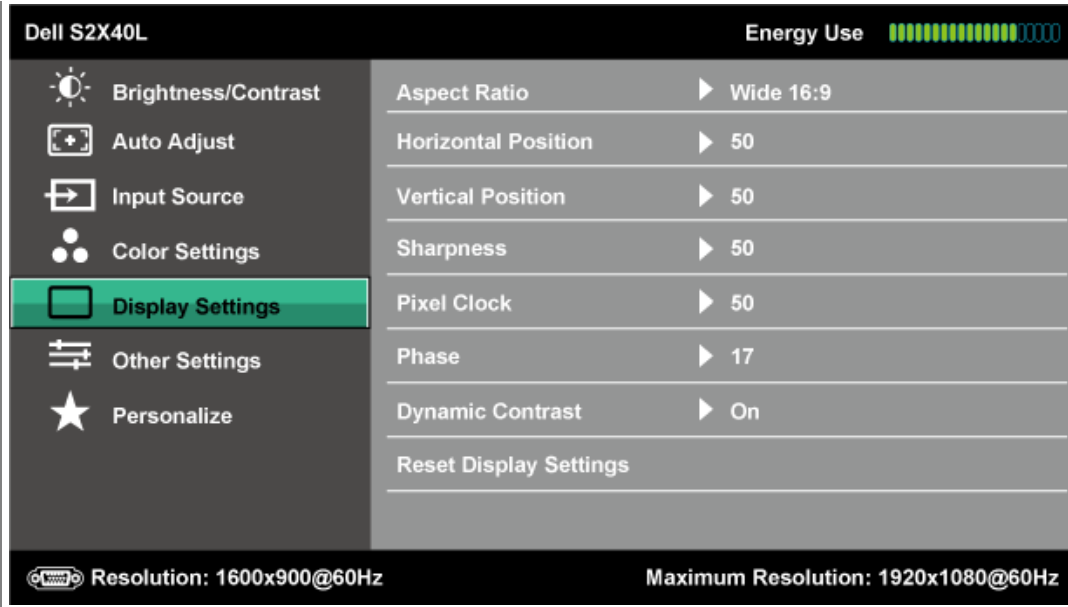 Dell S2X40L Energy Use
Brightness/Contrast
Auto Adjust
Input Source
Color Settings
Display Settings
Other Settings
Personalize
Aspect Ratio Wide 16:9
Horizontal Position 50
Vertical Position 50
Sharpness 50
Pixel Clock 50
Phase 17
Dynamic Contrast On
Reset Display Settings
Resolution: 1600x900@60Hz Maximum Resolution: 1920x1080@60Hz